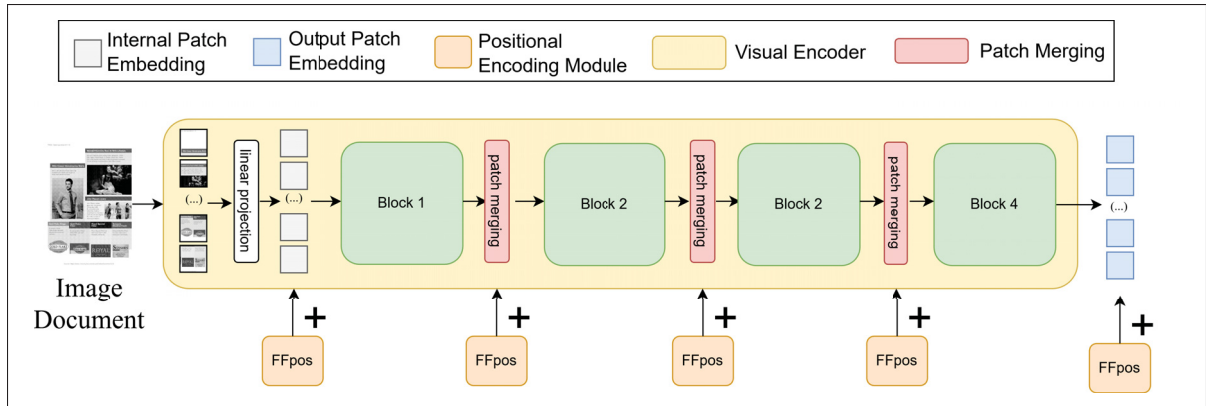 Internal Patch
Embedding
Output Patch
Embedding
Positional
Encoding Module
Visual Encoder
Patch Merging
Image
Document
(...)
linear projection
(...)
Block 1
patch merging
Block 2
patch merging
Block 2
patch merging
Block 4
(...)
+
+
+
+
+
FFpos
FFpos
FFpos
FFpos
FFpos